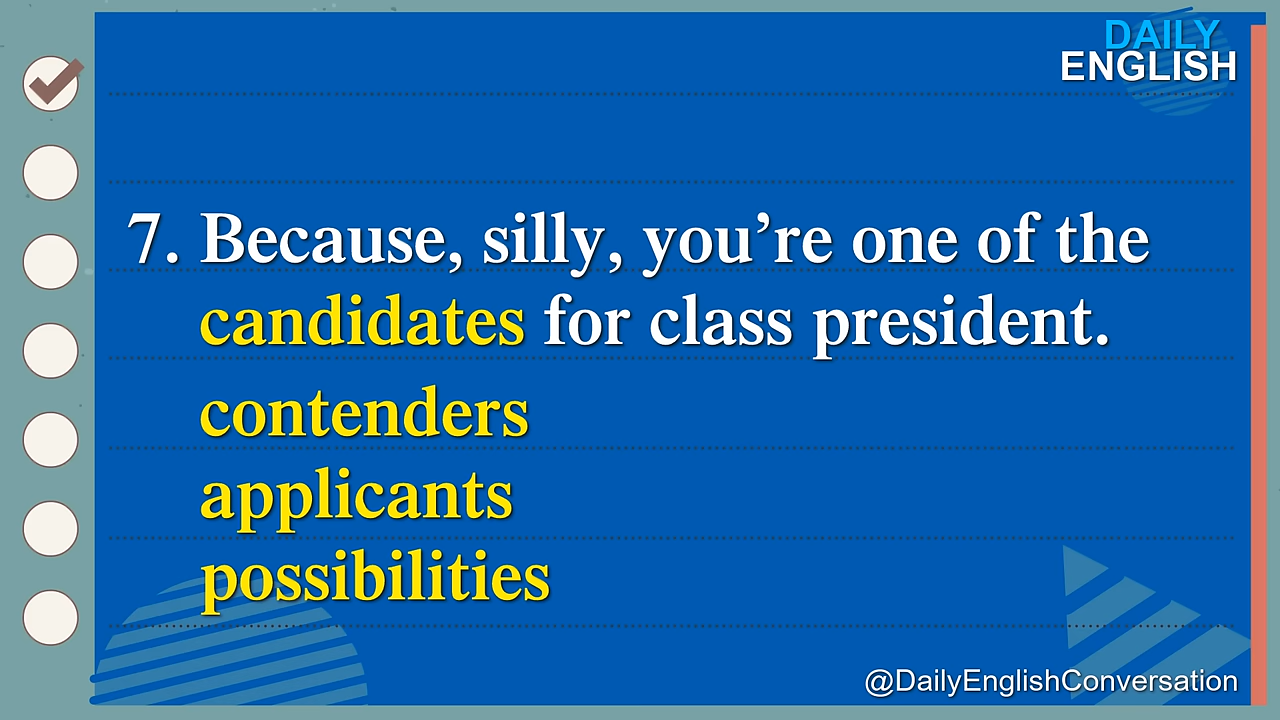 DAILY
ENGLISH
7. Because, silly, you’re one of the
candidates for class president.
contenders
applicants
possibilities
@DailyEnglishConversation